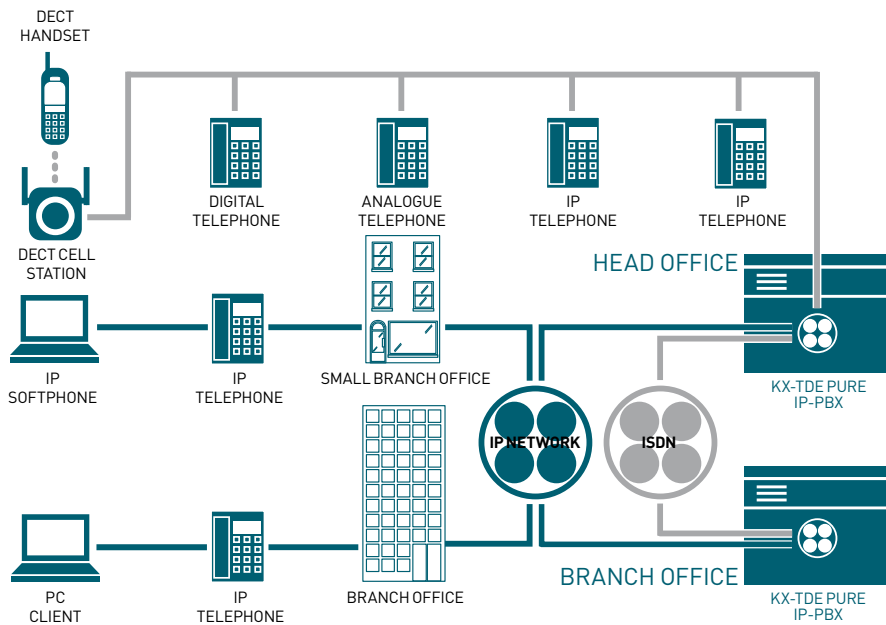 DECT
HANDSET
DIGITAL
TELEPHONE
ANALOGUE
TELEPHONE
IP
TELEPHONE
IP
TELEPHONE
DECT CELL
STATION
HEAD OFFICE
IP
SOFTPHONE
IP
TELEPHONE
SMALL BRANCH OFFICE
KX-TDE PURE
IP-PBX
IP NETWORK
ISDN
BRANCH OFFICE
PC
CLIENT
IP
TELEPHONE
BRANCH OFFICE
KX-TDE PURE
IP-PBX